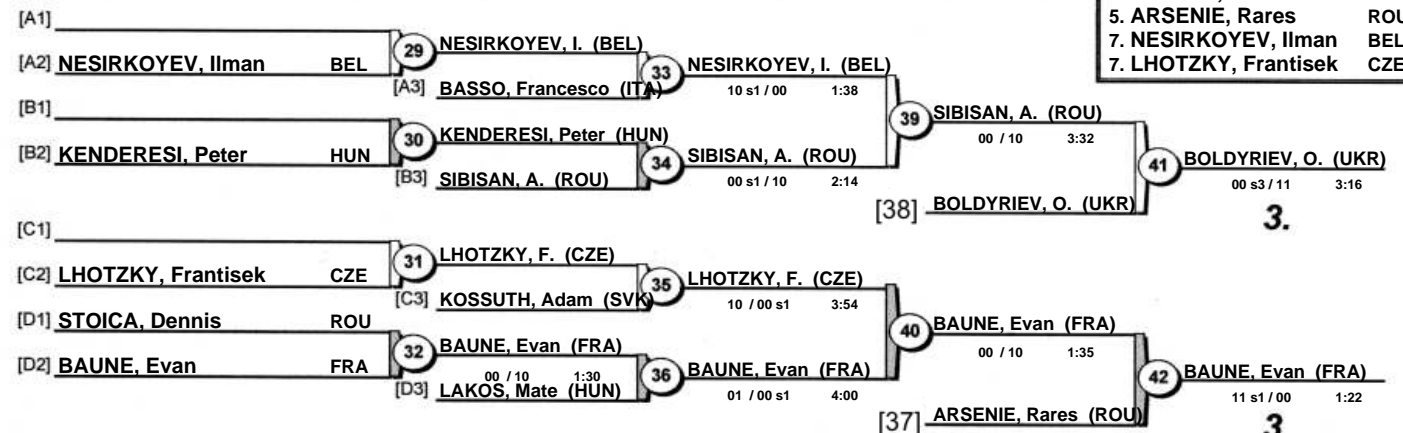 5. ARSENIE, Rares ROU
7. NESIRKOYEV, Ilman BEL
7. LHOTZKY, Frantisek CZE
[A1]
29 NESIRKOYEV, I. (BEL)
[A2] NESIRKOYEV, Ilman BEL
33 NESIRKOYEV, I. (BEL)
[A3] BASSO, Francesco (ITA)
10 s1 / 00 1:38
[B1]
39 SIBISAN, A. (ROU)
30 KENDERESI, Peter (HUN)
00 / 10 3:32
[B2] KENDERESI, Peter HUN
34 SIBISAN, A. (ROU)
41 BOLDYRIEV, O. (UKR)
[B3] SIBISAN, A. (ROU)
00 s1 / 10 2:14
00 s3 / 11 3:16
[38] BOLDYRIEV, O. (UKR)
3.
[C1]
31 LHOTZKY, F. (CZE)
[C2] LHOTZKY, Frantisek CZE
35 LHOTZKY, F. (CZE)
[C3] KOSSUTH, Adam (SVK)
10 / 00 s1 3:54
[D1] STOICA, Dennis ROU
40 BAUNE, Evan (FRA)
32 BAUNE, Evan (FRA)
00 / 10 1:35
[D2] BAUNE, Evan FRA
00 / 10 1:30
36 BAUNE, Evan (FRA)
42 BAUNE, Evan (FRA)
[D3] LAKOS, Mate (HUN)
01 / 00 s1 4:00
11 s1 / 00 1:22
[37] ARSENIE, Rares (ROU)
3